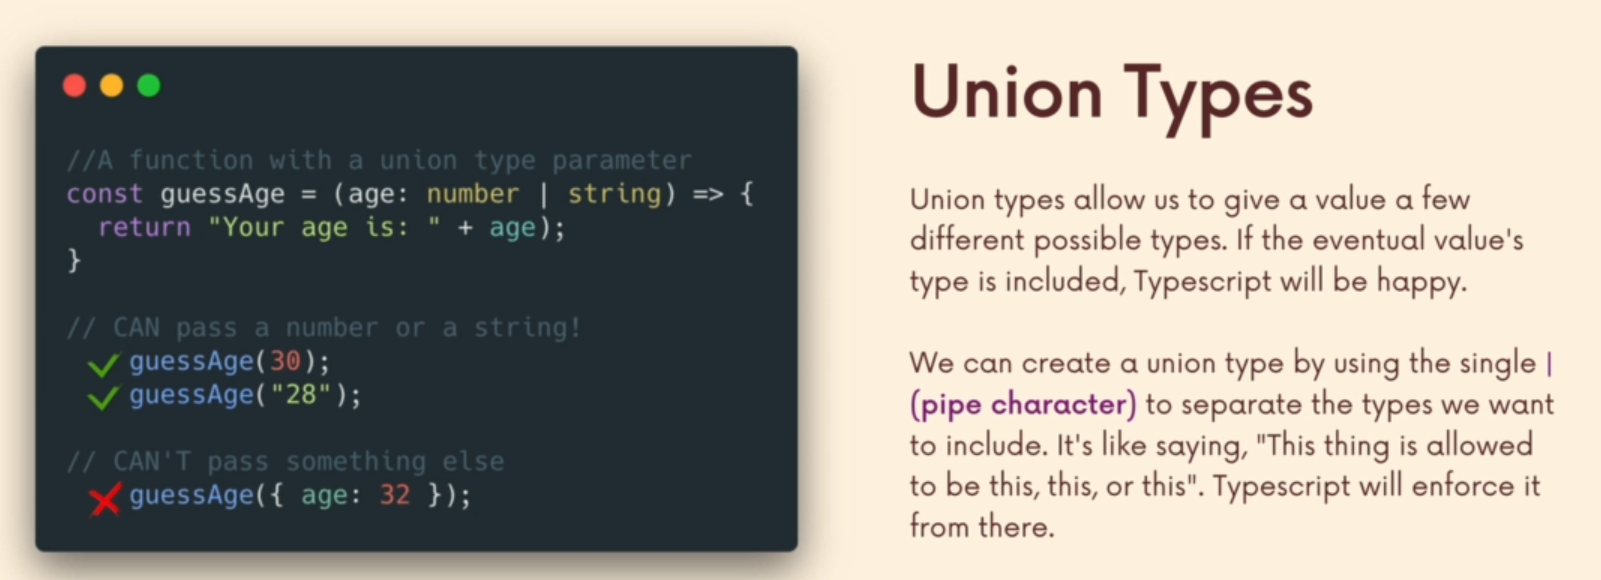 //A function with a union type parameter
const guessAge = (age: number | string) => {
  return "Your age is: " + age);
}
// CAN pass a number or a string!
guessAge(30);
guessAge("28");
// CAN'T pass something else
guessAge({ age: 32 });
Union Types
Union types allow us to give a value a few
different possible types. If the eventual value's
type is included, Typescript will be happy.
We can create a union type by using the single |
(pipe character) to separate the types we want
to include. It's like saying, "This thing is allowed
to be this, this, or this". Typescript will enforce it
from there.